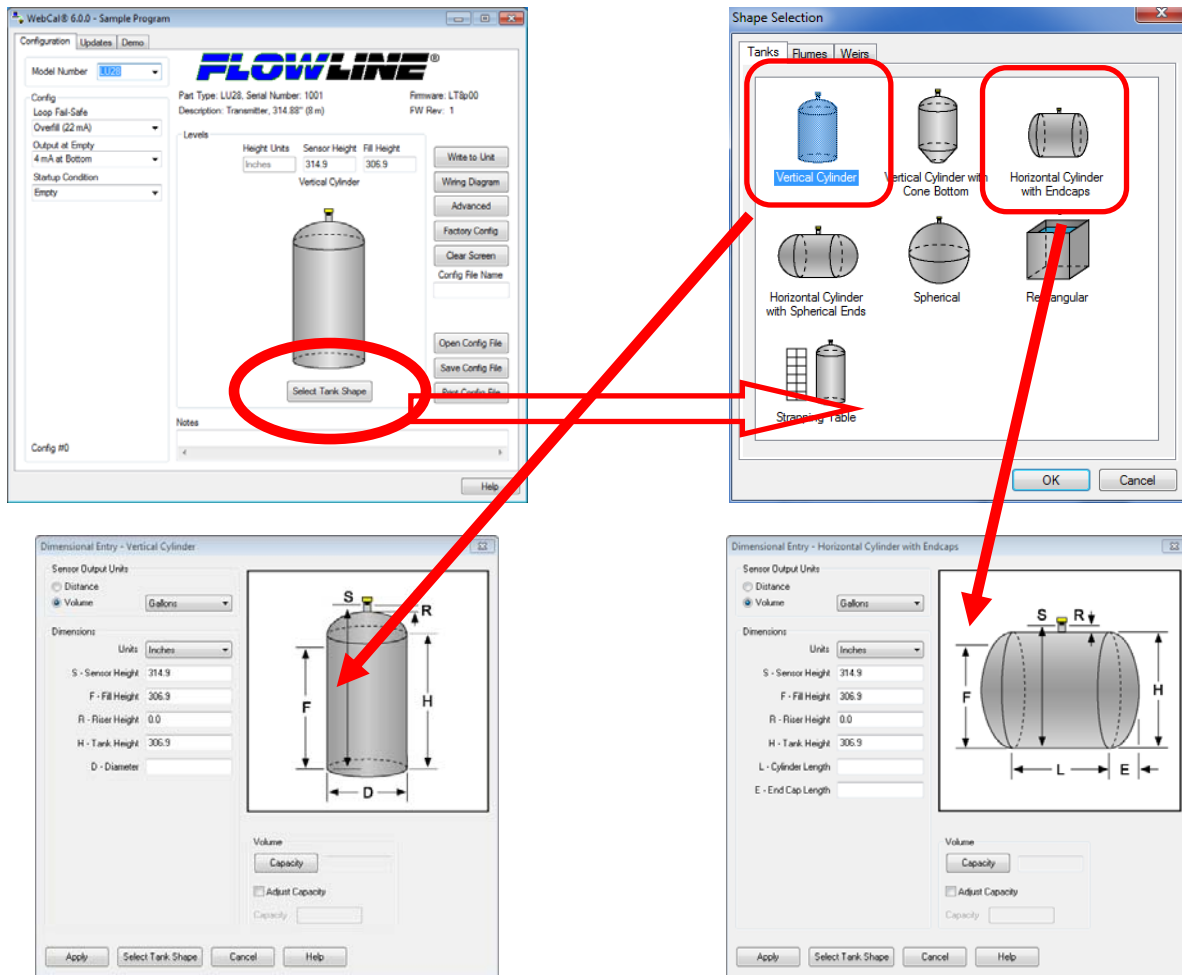 WebCal® 6.0.0 - Sample Program
Configuration Updates Demo
Model Number LU28
FLOWLINE®
Part Type: LU28, Serial Number: 1001 Firmware: LT8p00
Description: Transmitter, 314.88" (8 m) FW Rev: 1
Config
Loop Fail-Safe
Overfill (22 mA)
Output at Empty
4 mA at Bottom
Startup Condition
Empty
Levels
Height Units Sensor Height Fill Height
Inches 314.9 306.9
Vertical Cylinder
Write to Unit
Wiring Diagram
Advanced
Factory Config
Clear Screen
Config File Name
Open Config File
Save Config File
Print Config File
Select Tank Shape
Notes
Config #0
Help
Shape Selection
Tanks Flumes Weirs
Vertical Cylinder
Vertical Cylinder with
Cone Bottom
Horizontal Cylinder
with Endcaps
Horizontal Cylinder
with Spherical Ends
Spherical
Rectangular
Strapping Table
OK Cancel
Dimensional Entry - Vertical Cylinder
Sensor Output Units
Distance
Volume Gallons
Dimensions
Units Inches
S - Sensor Height 314.9
F - Fill Height 306.9
R - Riser Height 0.0
H - Tank Height 306.9
D - Diameter
S
R
F
H
D
Volume
Capacity
Adjust Capacity
Capacity
Apply Select Tank Shape Cancel Help
Dimensional Entry - Horizontal Cylinder with Endcaps
Sensor Output Units
Distance
Volume Gallons
Dimensions
Units Inches
S - Sensor Height 314.9
F - Fill Height 306.9
R - Riser Height 0.0
H - Tank Height 306.9
L - Cylinder Length
E - End Cap Length
S R
F
H
L E
Volume
Capacity
Adjust Capacity
Capacity
Apply Select Tank Shape Cancel Help